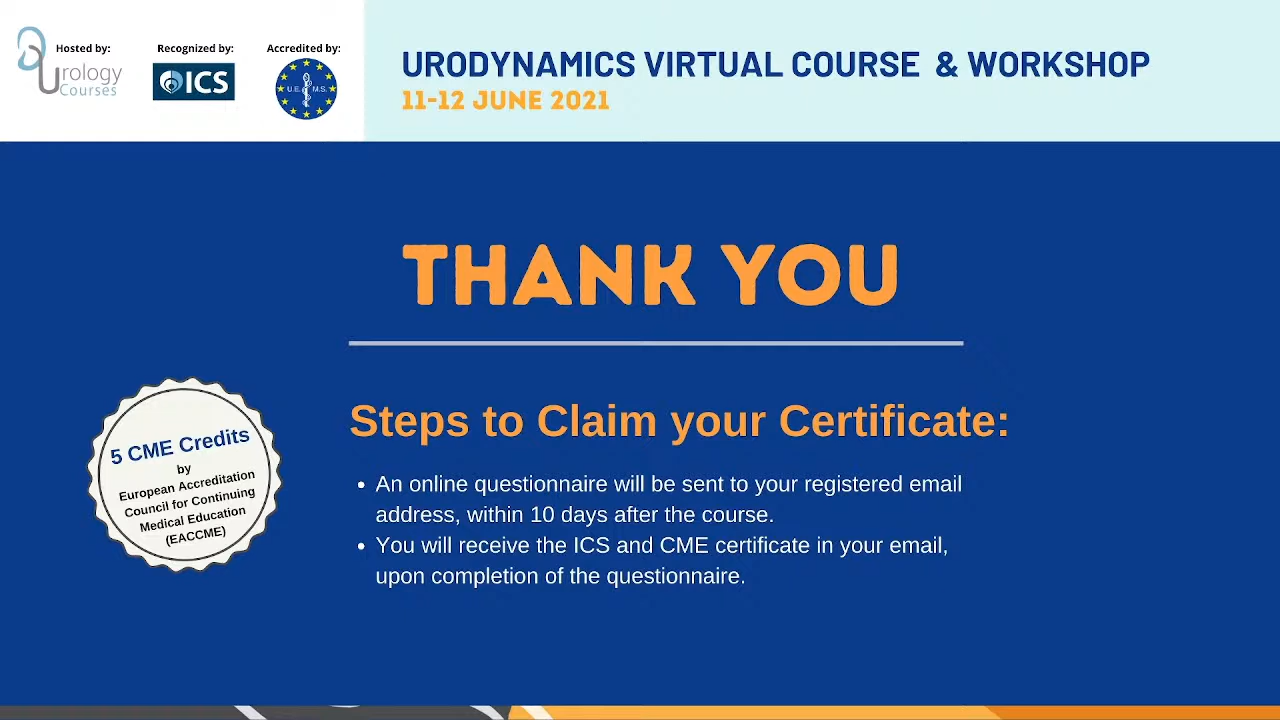 Hosted by:
Urology
Courses
Recognized by:
ICS
Accredited by:
U.E. M.S.
URODYNAMICS VIRTUAL COURSE & WORKSHOP
11-12 JUNE 2021
THANK YOU
5 CME Credits
by
European Accreditation
Council for Continuing
Medical Education
(EACCME)
Steps to Claim your Certificate:
• An online questionnaire will be sent to your registered email
address, within 10 days after the course.
• You will receive the ICS and CME certificate in your email,
upon completion of the questionnaire.